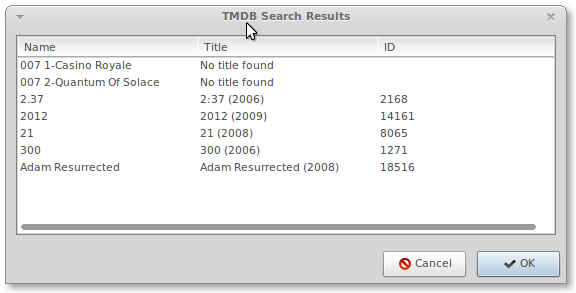 TMDB Search Results
Name Title ID
007 1-Casino Royale No title found
007 2-Quantum Of Solace No title found
2.37 2:37 (2006) 2168
2012 2012 (2009) 14161
21 21 (2008) 8065
300 300 (2006) 1271
Adam Resurrected Adam Resurrected (2008) 18516
Cancel OK